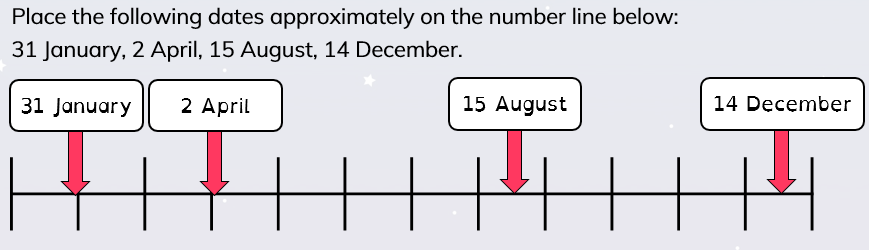 Place the following dates approximately on the number line below:
31 January, 2 April, 15 August, 14 December.
31 January
2 April
15 August
14 December